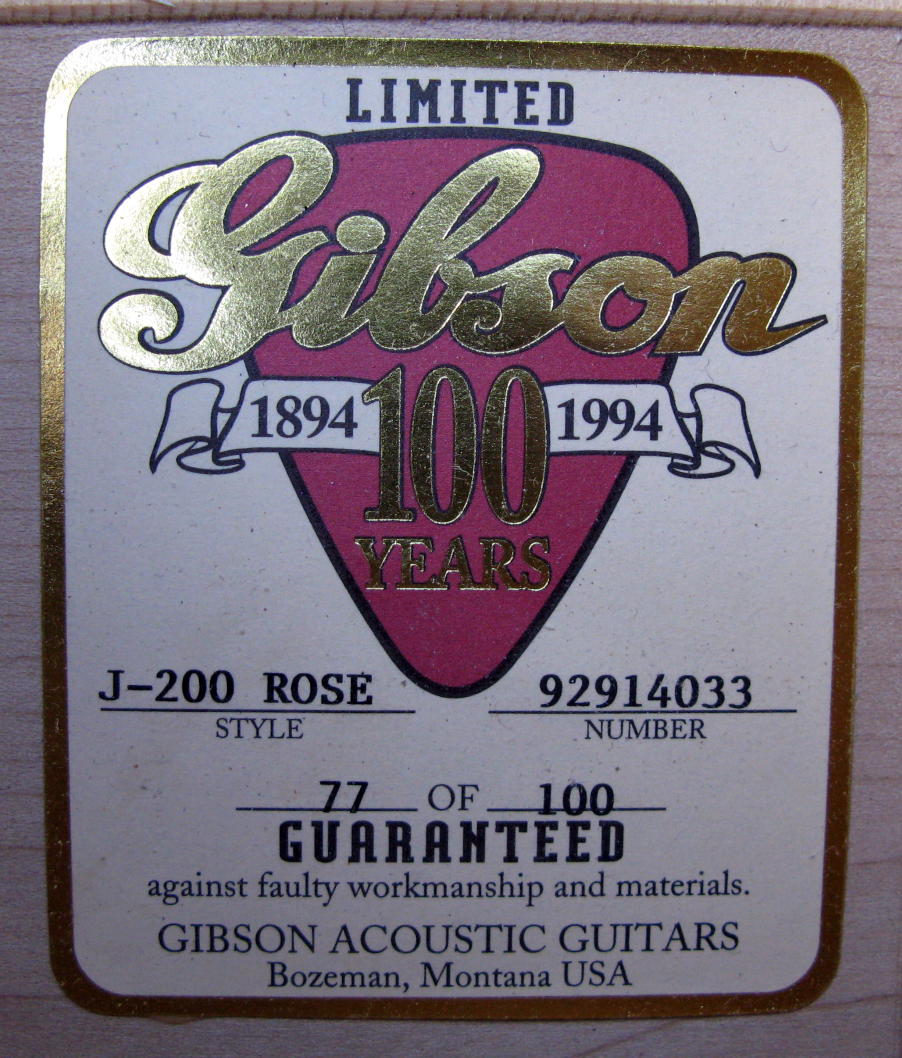 LIMITED
Gibson
1894 100 1994
YEARS
J-200 ROSE 92914033
STYLE NUMBER
77 OF 100
GUARANTEED
against faulty workmanship and materials.
GIBSON ACOUSTIC GUITARS
Bozeman, Montana USA